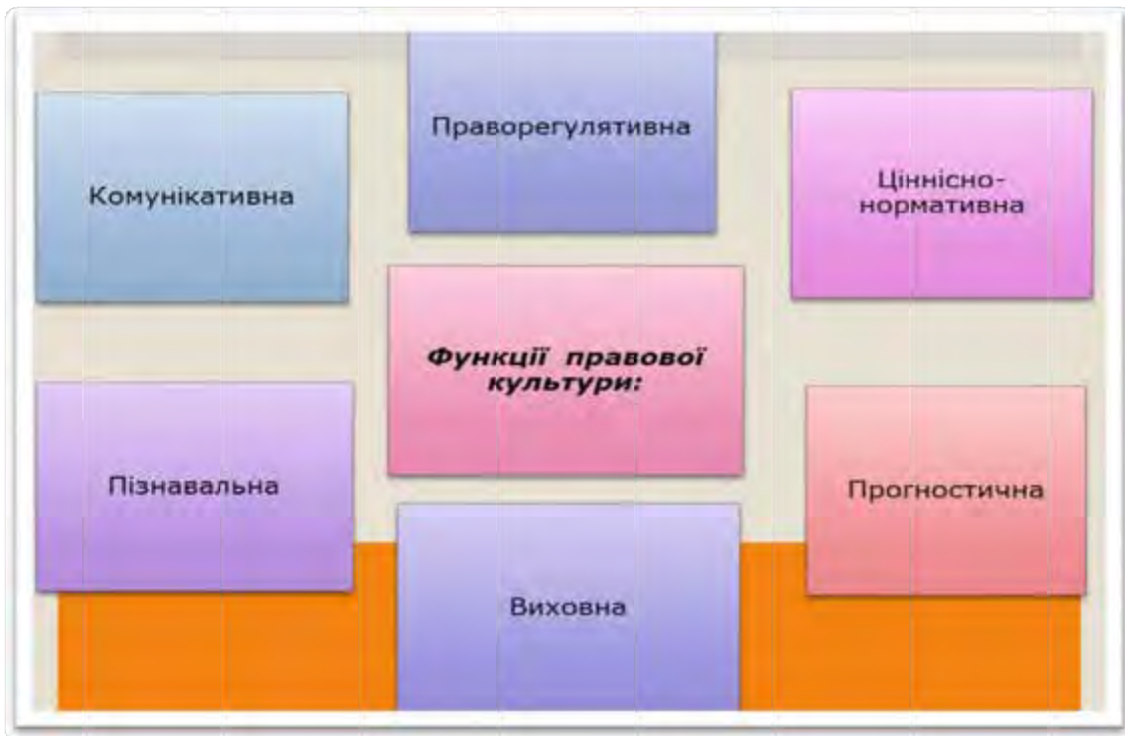 Праворегулятивна
Комунікативна
Ціннісно-
нормативна
Функції правової
культури:
Пізнавальна
Прогностична
Виховна